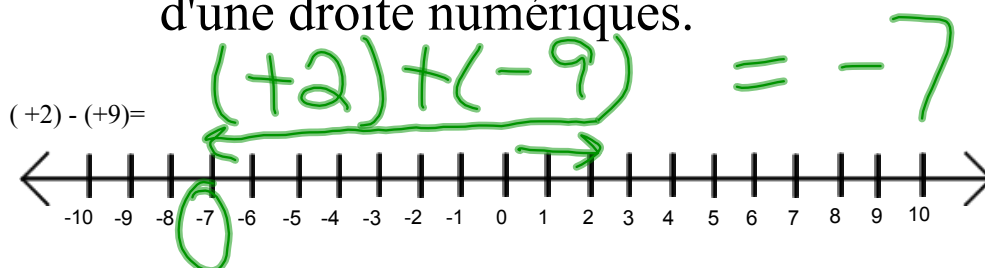 d'une droite numériques.
(+2)+(-9) = -7
( +2) - (+9)=
-10 -9 -8 -7 -6 -5 -4 -3 -2 -1 0 1 2 3 4 5 6 7 8 9 10